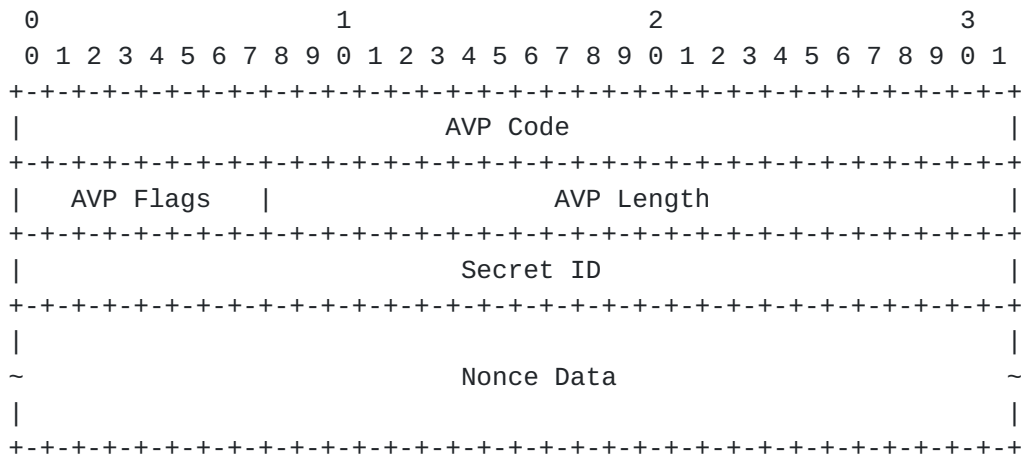 0                   1                   2                   3
 0 1 2 3 4 5 6 7 8 9 0 1 2 3 4 5 6 7 8 9 0 1 2 3 4 5 6 7 8 9 0 1
+-+-+-+-+-+-+-+-+-+-+-+-+-+-+-+-+-+-+-+-+-+-+-+-+-+-+-+-+-+-+-+-+
|                           AVP Code                            |
+-+-+-+-+-+-+-+-+-+-+-+-+-+-+-+-+-+-+-+-+-+-+-+-+-+-+-+-+-+-+-+-+
|   AVP Flags   |                  AVP Length                   |
+-+-+-+-+-+-+-+-+-+-+-+-+-+-+-+-+-+-+-+-+-+-+-+-+-+-+-+-+-+-+-+-+
|                            Secret ID                          |
+-+-+-+-+-+-+-+-+-+-+-+-+-+-+-+-+-+-+-+-+-+-+-+-+-+-+-+-+-+-+-+-+
|                                                               |
~                            Nonce Data                         ~
|                                                               |
+-+-+-+-+-+-+-+-+-+-+-+-+-+-+-+-+-+-+-+-+-+-+-+-+-+-+-+-+-+-+-+-+